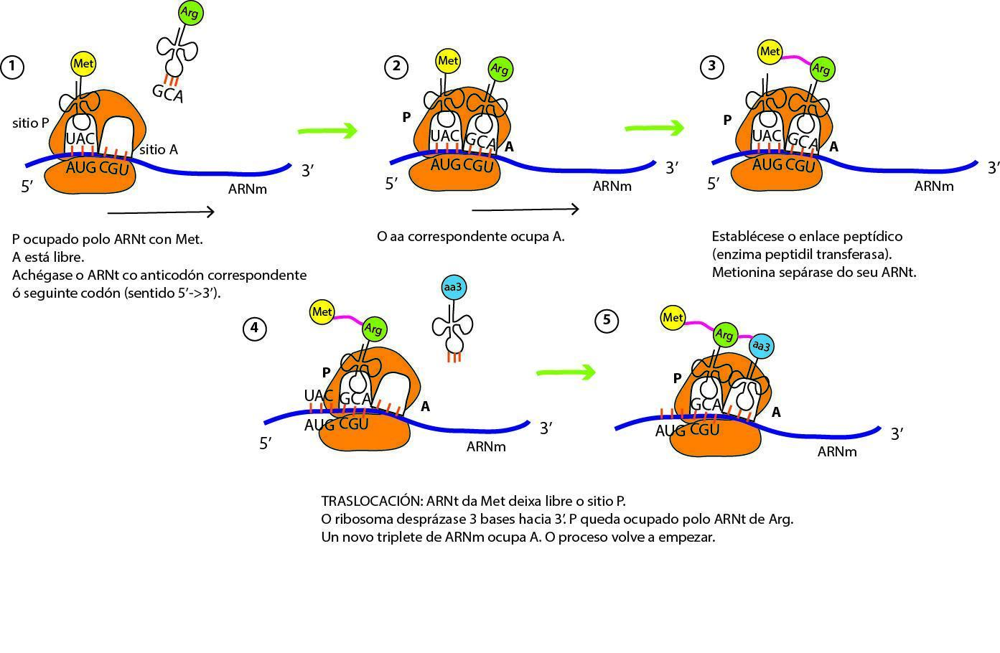 Arg
1
Met
GCA
sitio P
UAC
sitio A
AUG CGU
5’
3’
ARNm
P ocupado polo ARNt con Met.
A está libre.
Achégase o ARNt co anticodón correspondente
ó seguinte codón (sentido 5’->3’).
2
Met
Arg
P
UAC
GCA
A
AUG CGU
5’
3’
ARNm
O aa correspondente ocupa A.
3
Met
Arg
P
UAC
GCA
A
AUG CGU
5’
3’
ARNm
Establécese o enlace peptídico
(enzima peptidil transferasa).
Metionina sepárase do seu ARNt.
4
Met
Arg
aa3
P
UAC
GCA
A
AUG CGU
5’
3’
ARNm
5
Met
Arg
aa3
P
GCA
A
AUG CGU
3’
ARNm
TRASLOCACIÓN: ARNt da Met deixa libre o sitio P.
O ribosoma desprázase 3 bases hacia 3’. P queda ocupado polo ARNt de Arg.
Un novo triplete de ARNm ocupa A. O proceso volve a empezar.